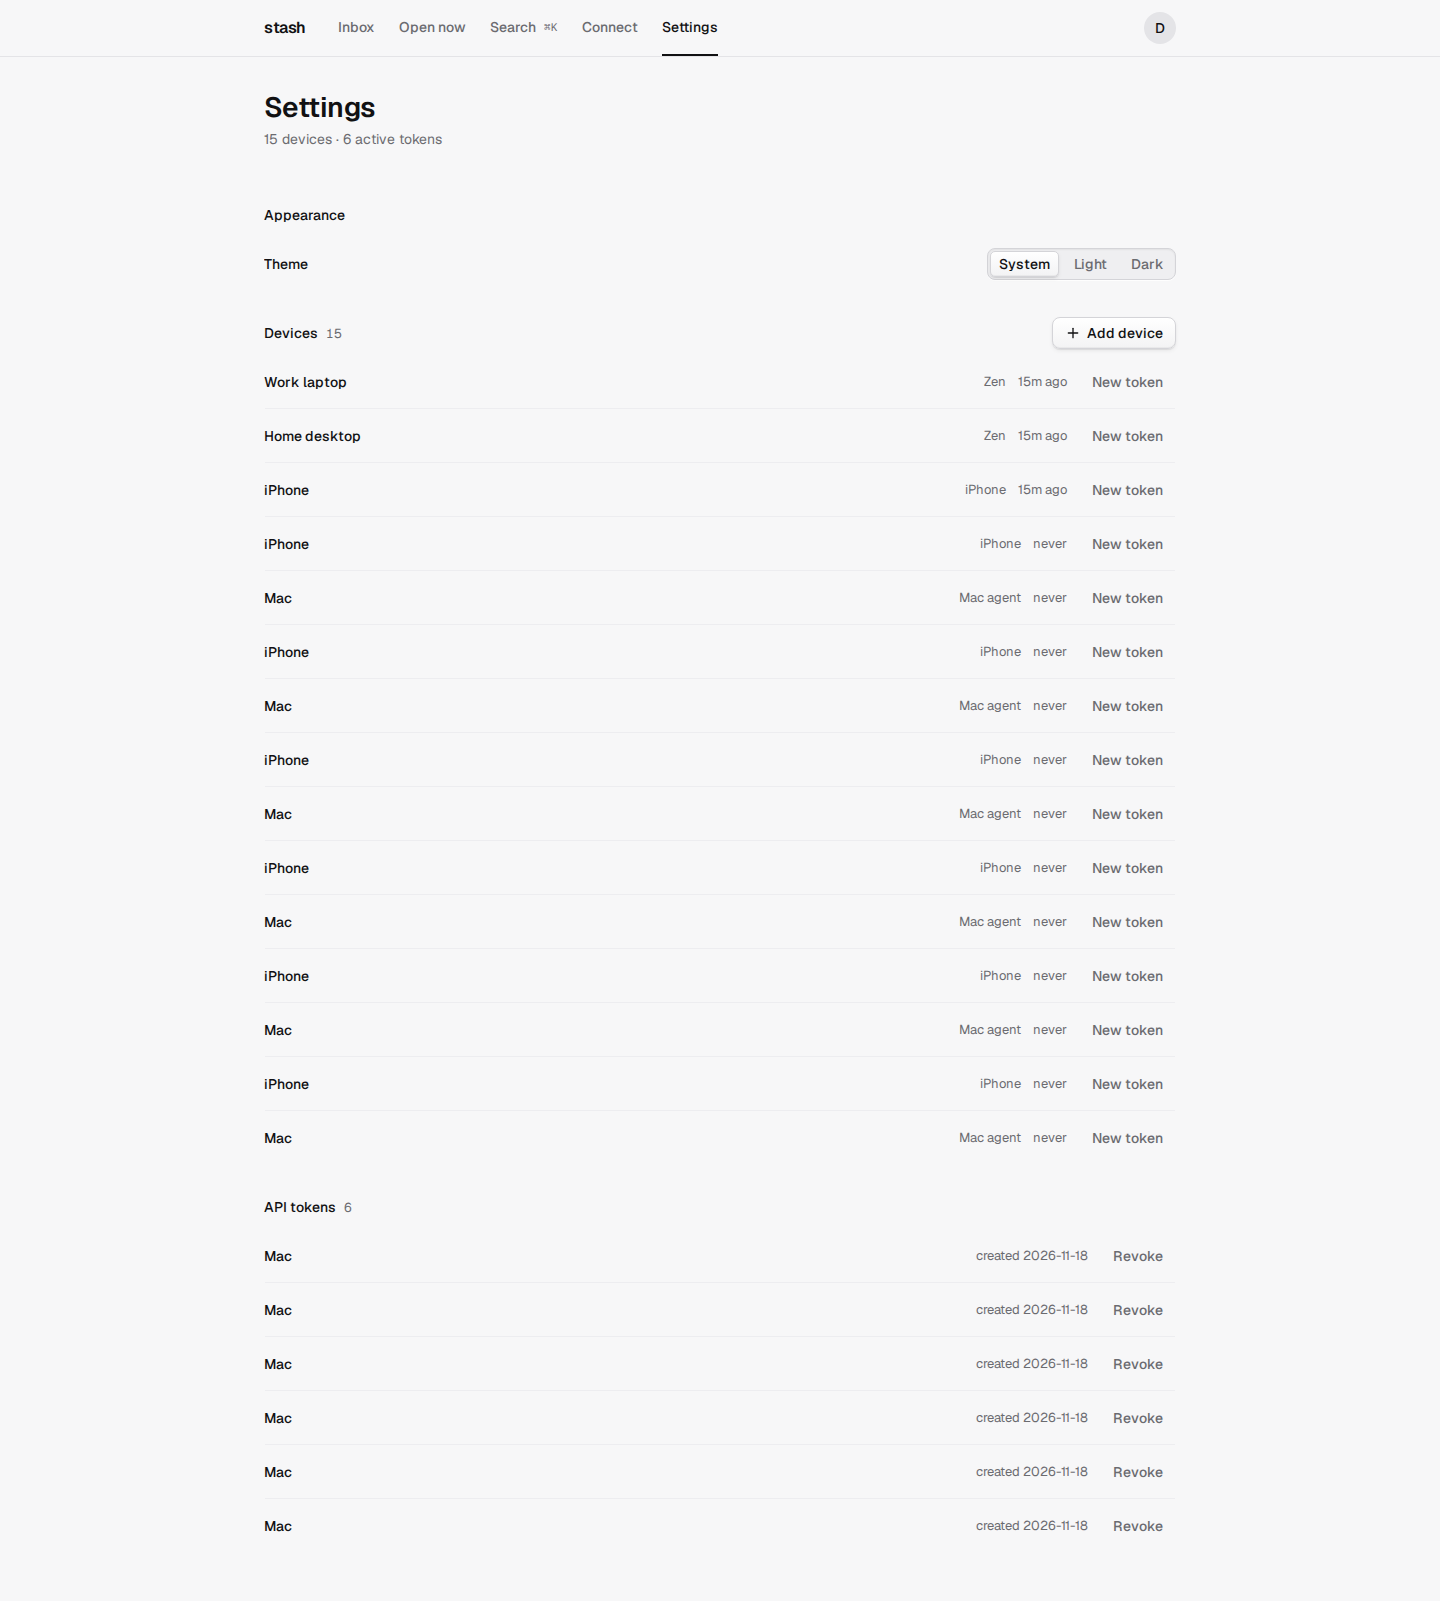 stash Inbox Open now Search ⌘K Connect Settings D
Settings
15 devices · 6 active tokens
Appearance
Theme System Light Dark
Devices 15 + Add device
Work laptop Zen 15m ago New token
Home desktop Zen 15m ago New token
iPhone iPhone 15m ago New token
iPhone iPhone never New token
Mac Mac agent never New token
iPhone iPhone never New token
Mac Mac agent never New token
iPhone iPhone never New token
Mac Mac agent never New token
iPhone iPhone never New token
Mac Mac agent never New token
iPhone iPhone never New token
Mac Mac agent never New token
iPhone iPhone never New token
Mac Mac agent never New token
API tokens 6
Mac created 2026-11-18 Revoke
Mac created 2026-11-18 Revoke
Mac created 2026-11-18 Revoke
Mac created 2026-11-18 Revoke
Mac created 2026-11-18 Revoke
Mac created 2026-11-18 Revoke